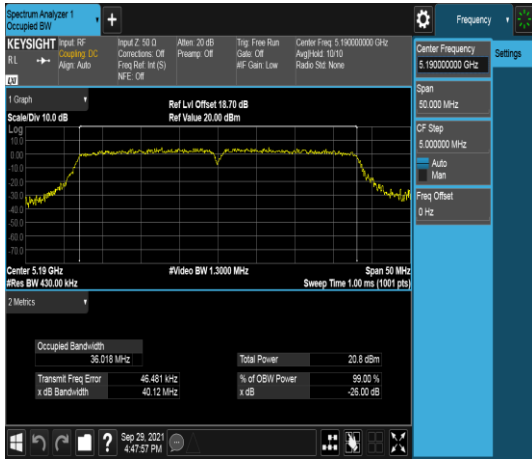 Spectrum Analyzer 1
Occupied BW
+
Frequency
KEYSIGHT
RL
LXI
Input: RF
Coupling: DC
Align: Auto
Input Z: 50 Ω
Corrections: Off
Freq Ref: Int (S)
NFE: Off
Atten: 20 dB
Preamp: Off
Trig: Free Run
Gate: Off
#IF Gain: Low
Center Freq: 5.190000000 GHz
Avg|Hold: 10/10
Radio Std: None
Center Frequency
5.190000000 GHz
Settings
Span
50.000 MHz
CF Step
5.000000 MHz
Auto
Man
Freq Offset
0 Hz
1 Graph
Scale/Div 10.0 dB
Ref Lvl Offset 18.70 dB
Ref Value 20.00 dBm
Log
10.0
0.00
-10.0
-20.0
-30.0
-40.0
-50.0
-60.0
-70.0
Center 5.19 GHz
#Res BW 430.00 kHz
#Video BW 1.3000 MHz
Span 50 MHz
Sweep Time 1.00 ms (1001 pts)
2 Metrics
Occupied Bandwidth
36.018 MHz
Total Power 20.8 dBm
Transmit Freq Error 46.481 kHz
% of OBW Power 99.00 %
x dB Bandwidth 40.12 MHz
x dB -26.00 dB
?
Sep 29, 2021
4:47:57 PM